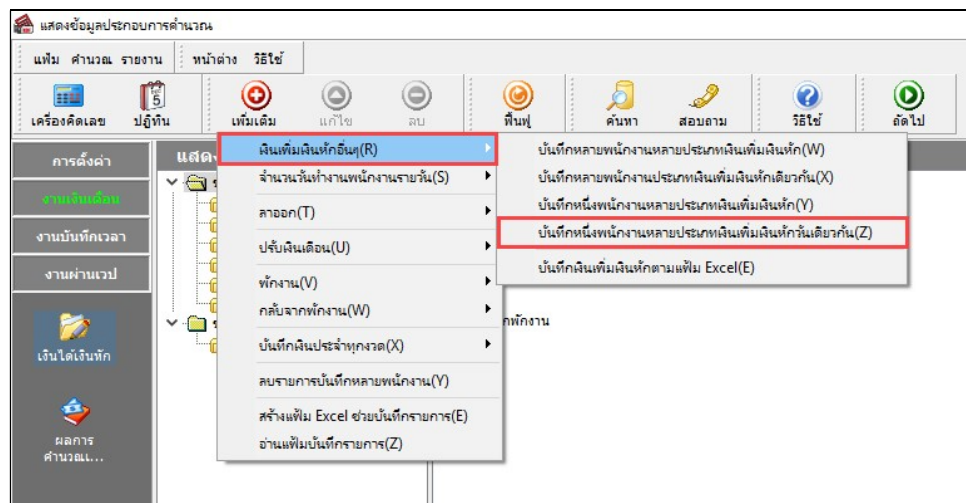 แสดงข้อมูลประกอบการคำนวณ
แฟ้ม คำนวณ รายงาน หน้าต่าง วิธีใช้
เครื่องคิดเลข ปฏิทิน เพิ่มเติม แก้ไข ลบ ฟื้นฟู ค้นหา สอบถาม วิธีใช้ ถัดไป
การตั้งค่า
งานเงินเดือน
งานบันทึกเวลา
งานผ่านเวป
เงินได้เงินหัก
ผลการ
คำนวณ...
แสดง
เงินเพิ่มเงินหักอื่นๆ(R)
จำนวนวันทำงานพนักงานรายวัน(S)
ลาออก(T)
ปรับเงินเดือน(U)
พักงาน(V)
กลับจากพักงาน(W)
บันทึกเงินประจำทุกงวด(X)
ลบรายการบันทึกหลายพนักงาน(Y)
สร้างแฟ้ม Excel ช่วยบันทึกรายการ(E)
อ่านแฟ้มบันทึกรายการ(Z)
บันทึกหลายพนักงานหลายประเภทเงินเพิ่มเงินหัก(W)
บันทึกหลายพนักงานประเภทเงินเพิ่มเงินหักเดียวกัน(X)
บันทึกหนึ่งพนักงานหลายประเภทเงินเพิ่มเงินหัก(Y)
บันทึกหนึ่งพนักงานหลายประเภทเงินเพิ่มเงินหักวันเดียวกัน(Z)
บันทึกเงินเพิ่มเงินหักตามแฟ้ม Excel(E)
กพักงาน